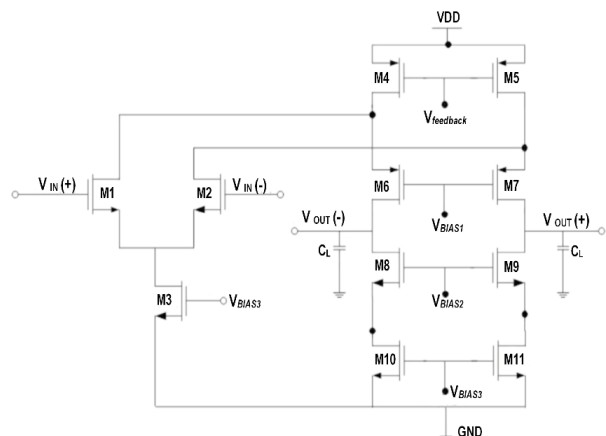 VDD
M4
M5
Vfeedback
VIN(+)
M1
M2
VIN(-)
M6
M7
VOUT(-)
VBIAS1
VOUT(+)
CL
CL
M8
M9
M3
VBIAS3
VBIAS2
M10
M11
VBIAS3
GND